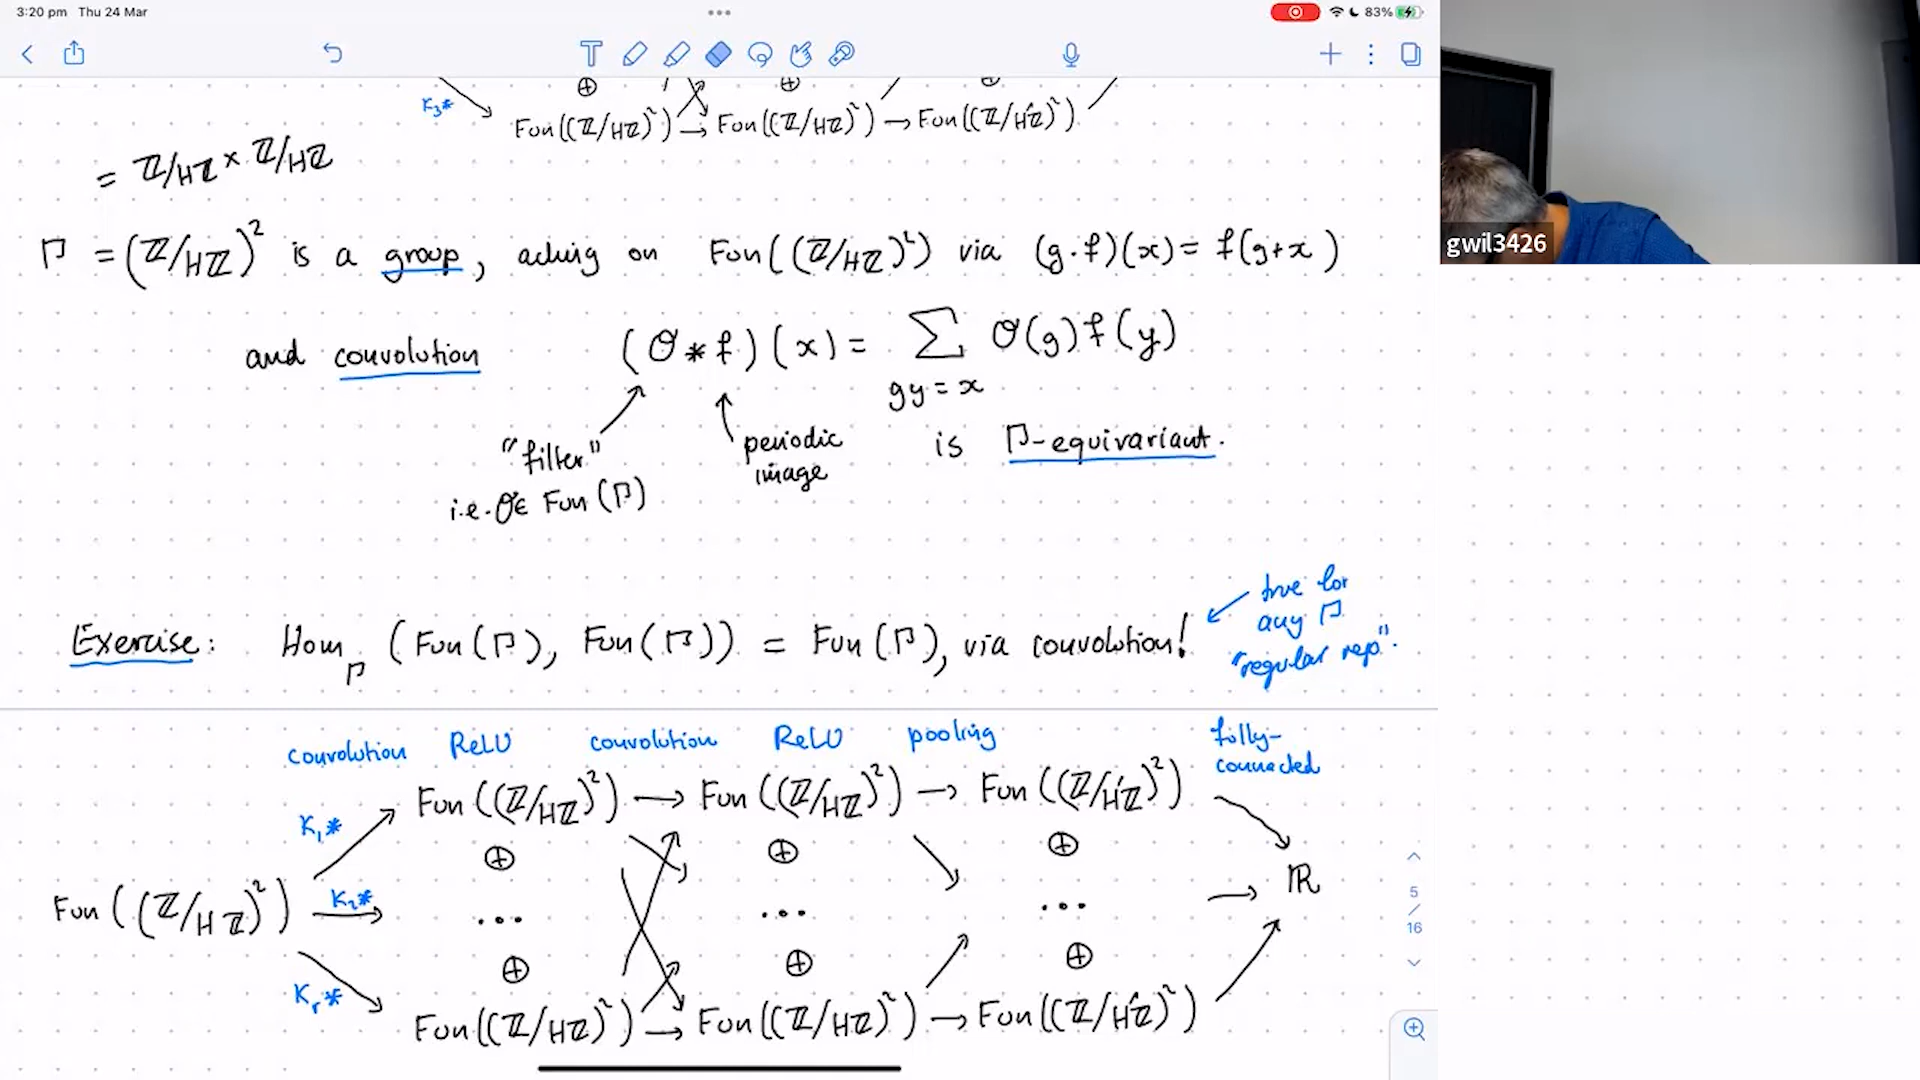 3:20 pm Thu 24 Mar
83%
K₃*
⊕ ⊕ ⊕
Fun((ℤ/Hℤ)²) → Fun((ℤ/Hℤ)²) → Fun((ℤ/H'ℤ)²)
= ℤ/Hℤ × ℤ/Hℤ
Γ = (ℤ/Hℤ)² is a group, acting on Fun((ℤ/Hℤ)²) via (g·f)(x) = f(g+x)
and convolution (σ * f)(x) = Σ σ(g)f(y)
gy = x
"filter" periodic is Γ-equivariant.
i.e. σ ∈ Fun(Γ) image
true for
any Γ
"regular rep".
Exercise: Hom_Γ (Fun(Γ), Fun(Γ)) = Fun(Γ), via convolution!
convolution ReLU convolution ReLU pooling fully-
connected
Fun((ℤ/Hℤ)²) → Fun((ℤ/Hℤ)²) → Fun((ℤ/H'ℤ)²)
K₁*
⊕ ⊕ ⊕
Fun((ℤ/Hℤ)²) K₂* → ... ... ... → ℝ
⊕ ⊕ ⊕
Kᵣ*
Fun((ℤ/Hℤ)²) → Fun((ℤ/Hℤ)²) → Fun((ℤ/H'ℤ)²)
5
/
16
gwil3426